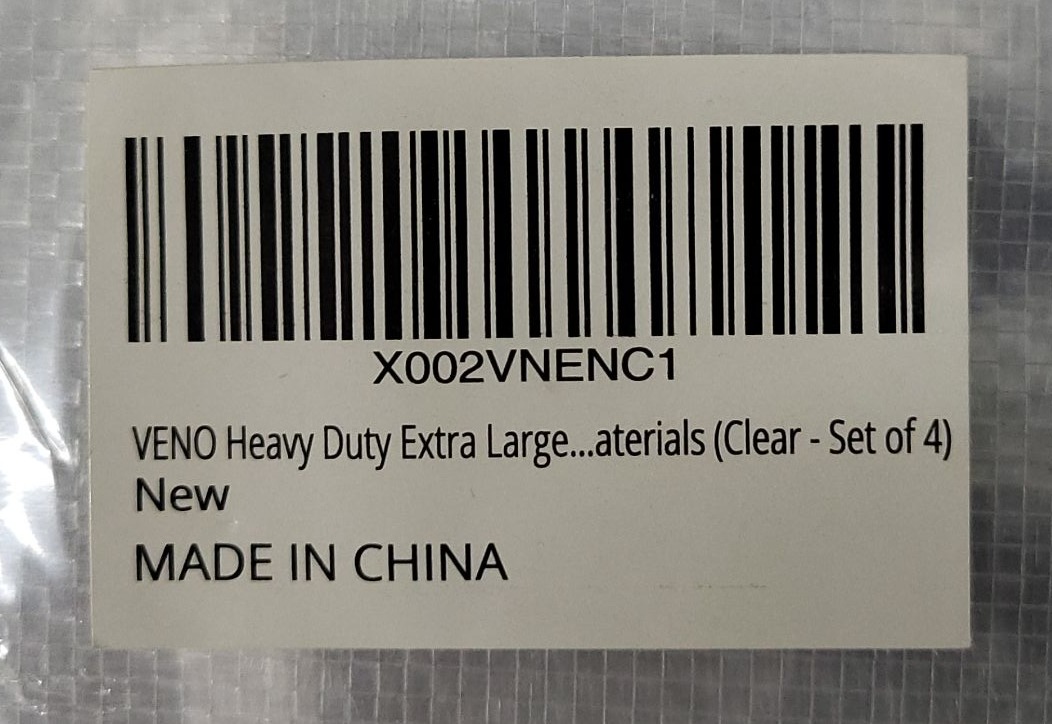 X002VNENC1
VENO Heavy Duty Extra Large...aterials (Clear - Set of 4)
New
MADE IN CHINA